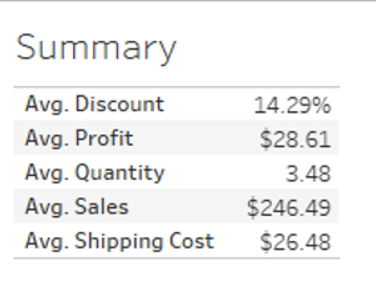 Summary
Avg. Discount 14.29%
Avg. Profit $28.61
Avg. Quantity 3.48
Avg. Sales $246.49
Avg. Shipping Cost $26.48